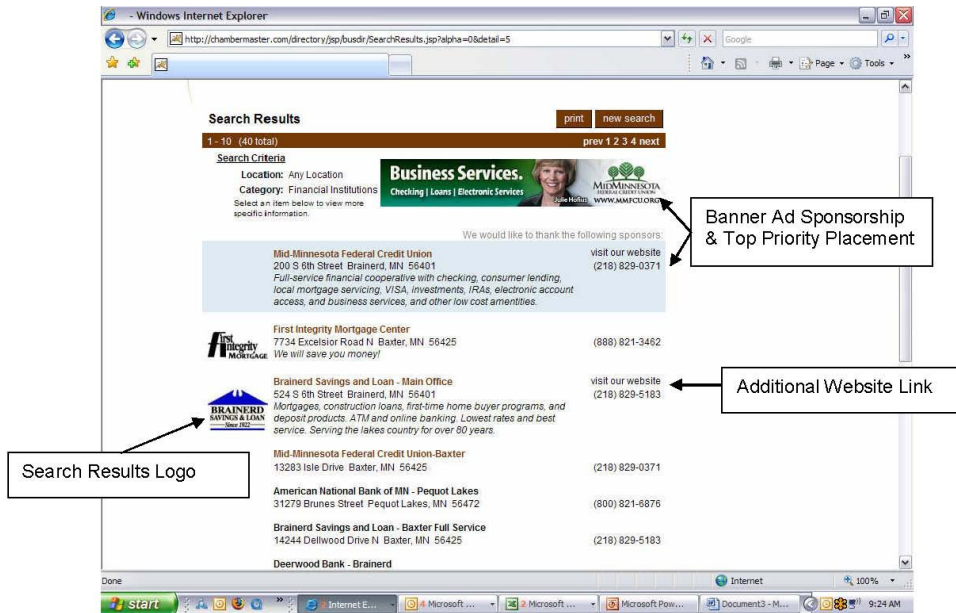 - Windows Internet Explorer
http://chambermaster.com/directory/jsp/busdir/SearchResults.jsp?alpha=0&detail=5
Google
Page
Tools
Search Results
print
new search
1 - 10 (40 total)
prev 1 2 3 4 next
Search Criteria
Location: Any Location
Category: Financial Institutions
Select an item below to view more
specific information.
Business Services.
Checking | Loans | Electronic Services
Julie Hofius
MIDMINNESOTA
FEDERAL CREDIT UNION
WWW.MMFCU.ORG
Banner Ad Sponsorship
& Top Priority Placement
We would like to thank the following sponsors:
Mid-Minnesota Federal Credit Union
visit our website
200 S 6th Street Brainerd, MN 56401
(218) 829-0371
Full-service financial cooperative with checking, consumer lending,
local mortgage servicing, VISA, investments, IRAs, electronic account
access, and business services, and other low cost amentities.
First
Integrity
MORTGAGE
First Integrity Mortgage Center
7734 Excelsior Road N Baxter, MN 56425
(888) 821-3462
We will save you money!
BRAINERD
SAVINGS & LOAN
Since 1922
Brainerd Savings and Loan - Main Office
visit our website
524 S 6th Street Brainerd, MN 56401
(218) 829-5183
Mortgages, construction loans, first-time home buyer programs, and
deposit products. ATM and online banking. Lowest rates and best
service. Serving the lakes country for over 80 years.
Additional Website Link
Search Results Logo
Mid-Minnesota Federal Credit Union-Baxter
13283 Isle Drive Baxter, MN 56425
(218) 829-0371
American National Bank of MN - Pequot Lakes
31279 Brunes Street Pequot Lakes, MN 56472
(800) 821-6876
Brainerd Savings and Loan - Baxter Full Service
14244 Dellwood Drive N Baxter, MN 56425
(218) 829-5183
Deerwood Bank - Brainerd
Done
Internet
100%
start
2 Internet E...
4 Microsoft ...
2 Microsoft ...
Microsoft Pow...
Document3 - M...
9:24 AM